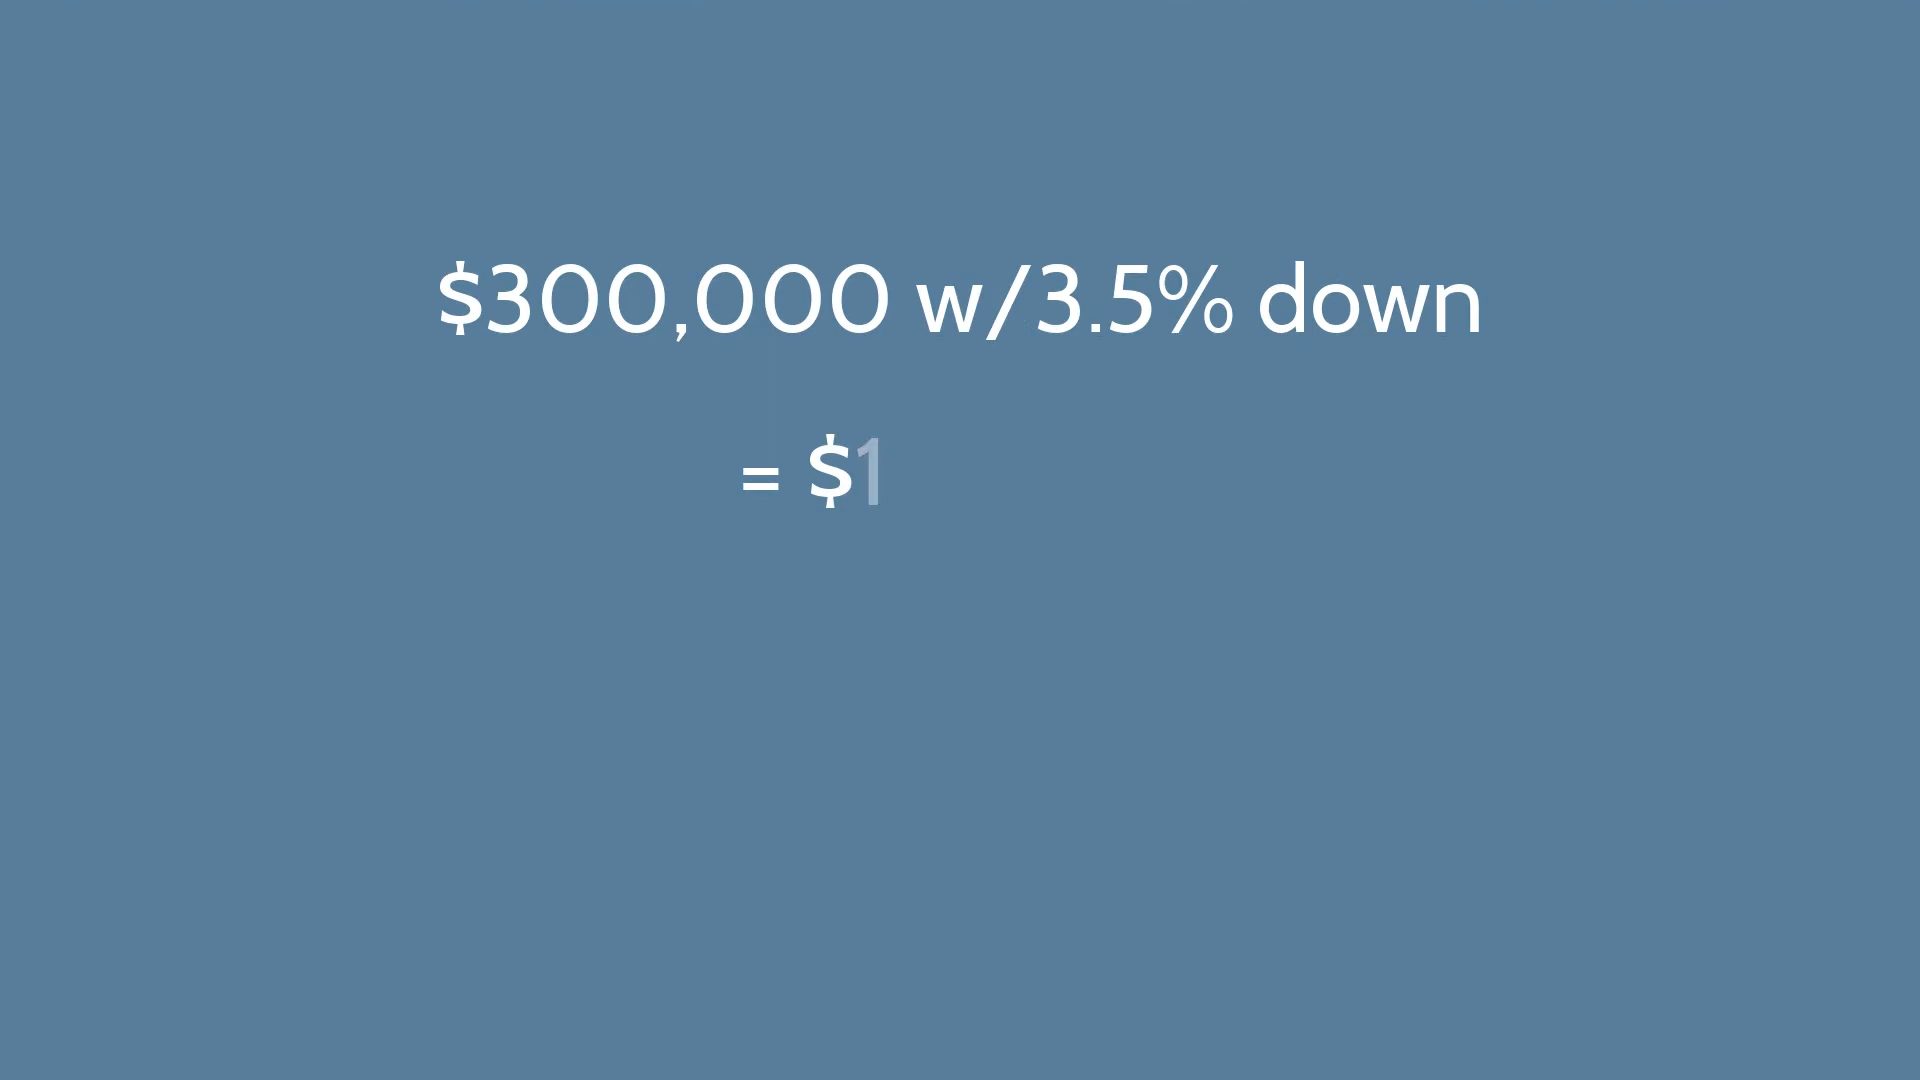 $300,000 w/3.5% down
= $1